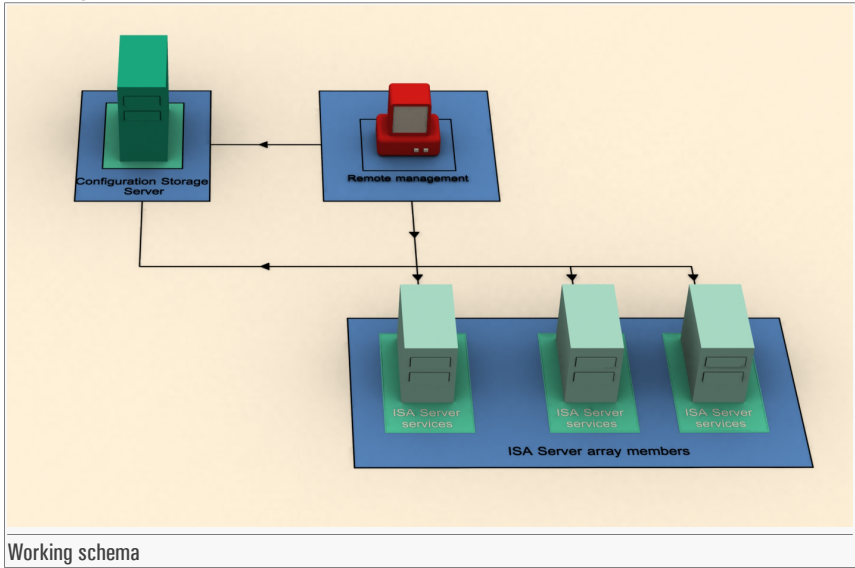 Configuration Storage
Server
Remote management
ISA Server
services
ISA Server
services
ISA Server
services
ISA Server array members
Working schema